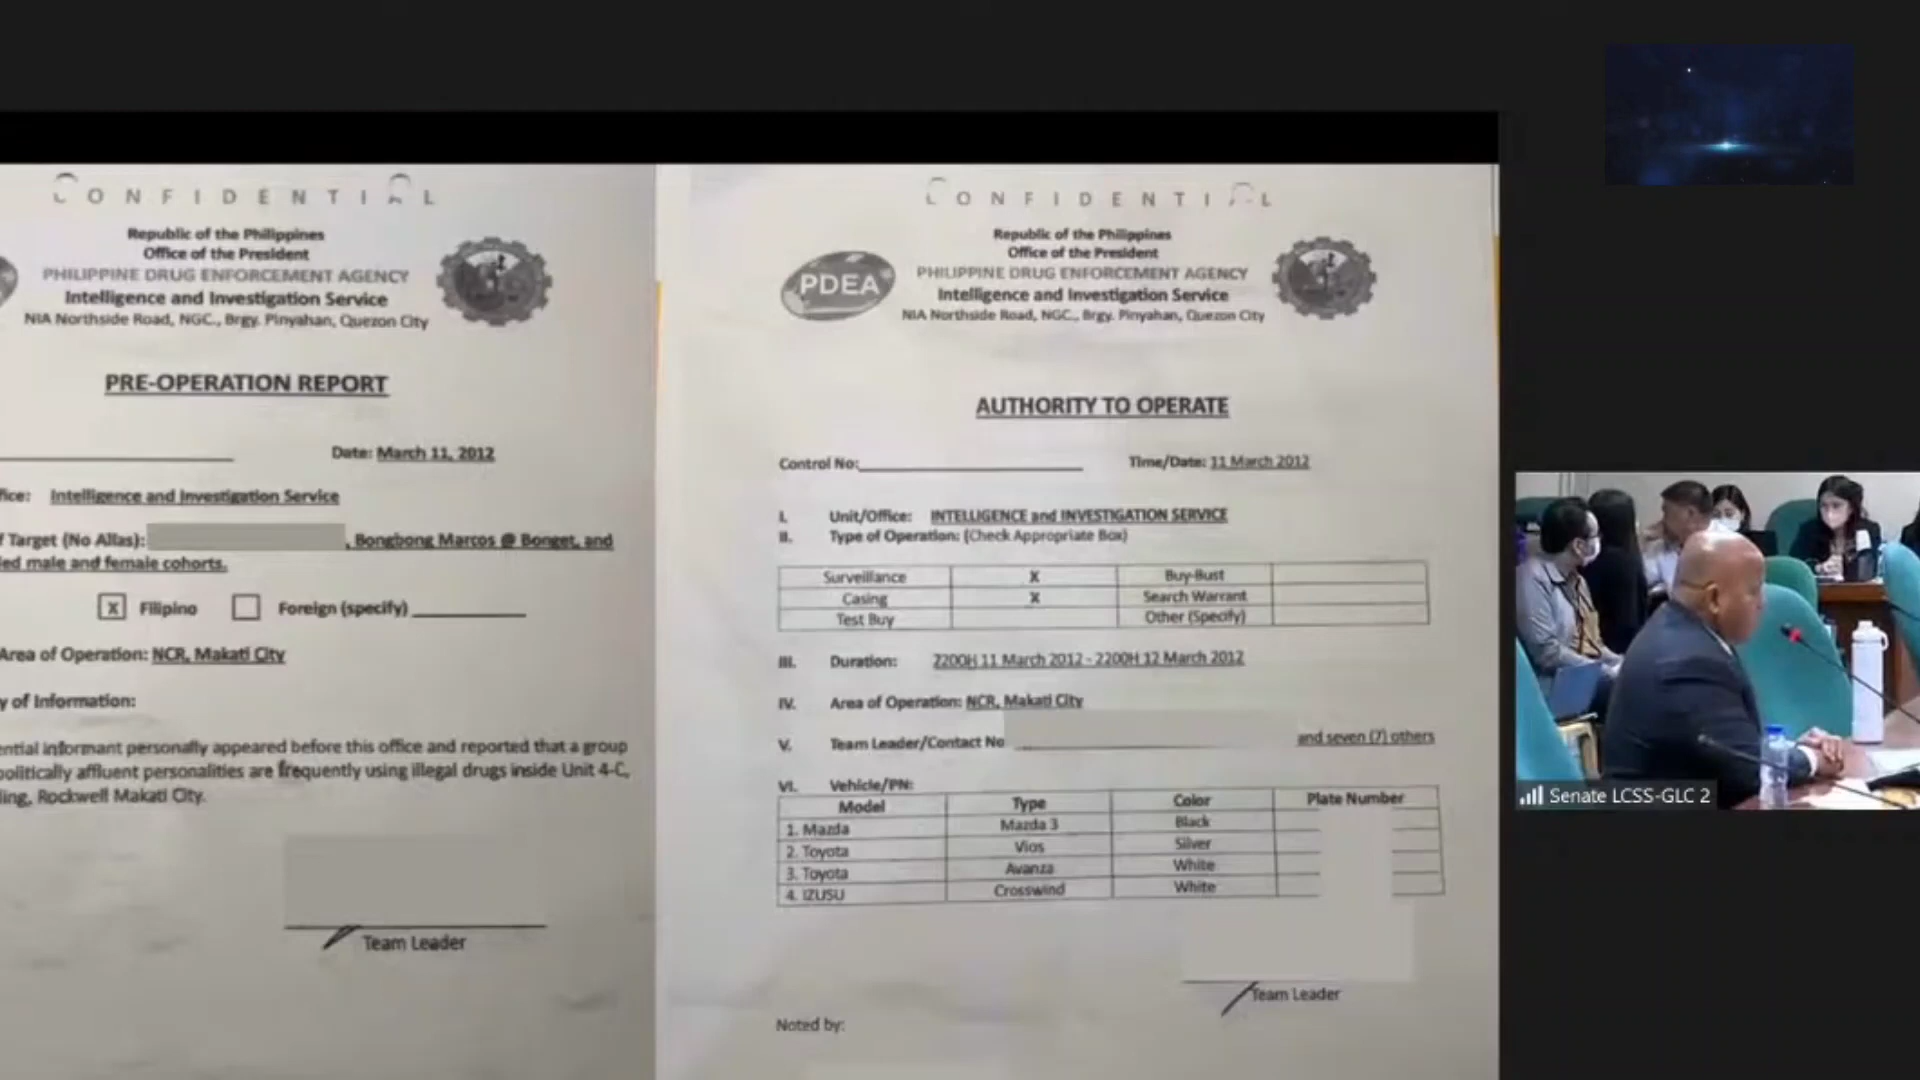 CONFIDENTIAL
Republic of the Philippines
Office of the President
PHILIPPINE DRUG ENFORCEMENT AGENCY
Intelligence and Investigation Service
NIA Northside Road, NGC., Brgy. Pinyahan, Quezon City
PRE-OPERATION REPORT
Date: March 11, 2012
fice: Intelligence and Investigation Service
f Target (No Alias): , Bongbong Marcos @ Bonget, and
ed male and female cohorts.
X Filipino Foreign (specify)
Area of Operation: NCR, Makati City
y of Information:
ential informant personally appeared before this office and reported that a group
politically affluent personalities are frequently using illegal drugs inside Unit 4-C,
ing, Rockwell Makati City.
Team Leader
CONFIDENTIAL
Republic of the Philippines
Office of the President
PDEA
PHILIPPINE DRUG ENFORCEMENT AGENCY
Intelligence and Investigation Service
NIA Northside Road, NGC., Brgy. Pinyahan, Quezon City
AUTHORITY TO OPERATE
Control No: Time/Date: 11 March 2012
I. Unit/Office: INTELLIGENCE and INVESTIGATION SERVICE
II. Type of Operation: (Check Appropriate Box)
Surveillance X Buy-Bust
Casing X Search Warrant
Test Buy Other (Specify)
III. Duration: 2200H 11 March 2012 - 2200H 12 March 2012
IV. Area of Operation: NCR, Makati City
V. Team Leader/Contact No and seven (7) others
VI. Vehicle/PN:
Model Type Color Plate Number
1. Mazda Mazda 3 Black
2. Toyota Vios Silver
3. Toyota Avanza White
4. IZUSU Crosswind White
Team Leader
Noted by:
Senate LCSS-GLC 2